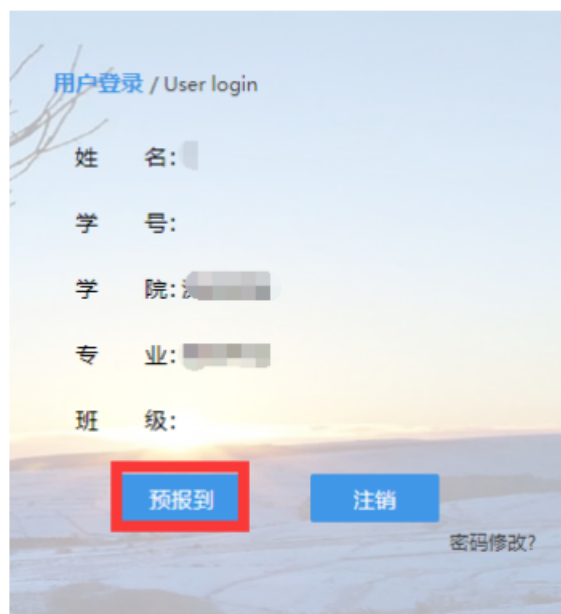 用户登录 / User login
姓 名：
学 号：
学 院：
专 业：
班 级：
预报到 注销
密码修改?